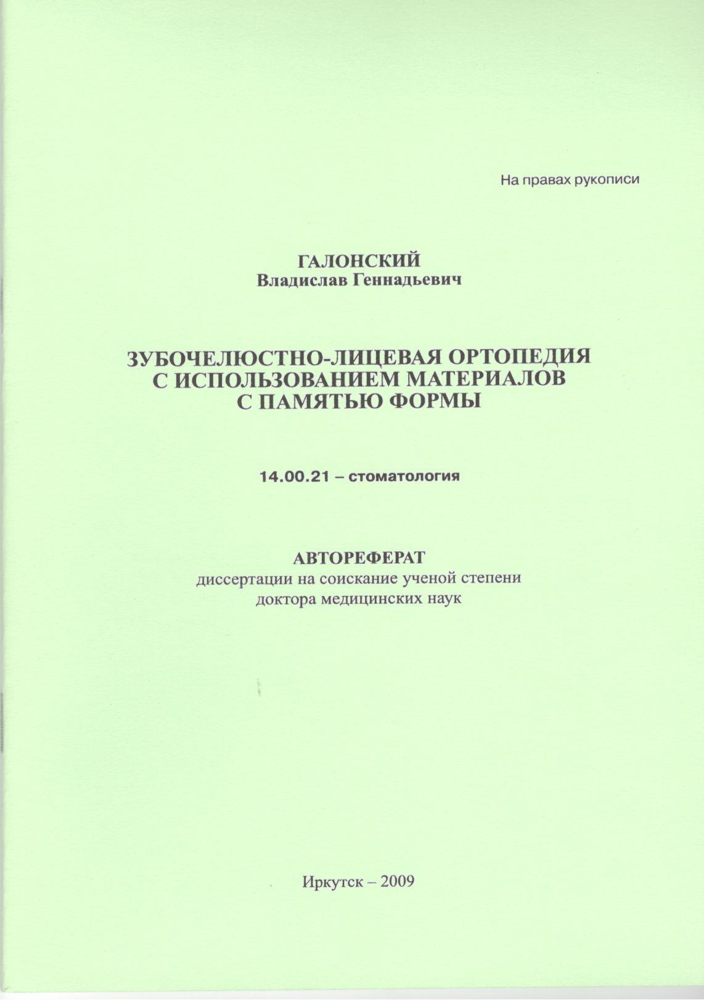 На правах рукописи
ГАЛОНСКИЙ
Владислав Геннадьевич
ЗУБОЧЕЛЮСТНО-ЛИЦЕВАЯ ОРТОПЕДИЯ
С ИСПОЛЬЗОВАНИЕМ МАТЕРИАЛОВ
С ПАМЯТЬЮ ФОРМЫ
14.00.21 – стоматология
АВТОРЕФЕРАТ
диссертации на соискание ученой степени
доктора медицинских наук
Иркутск – 2009